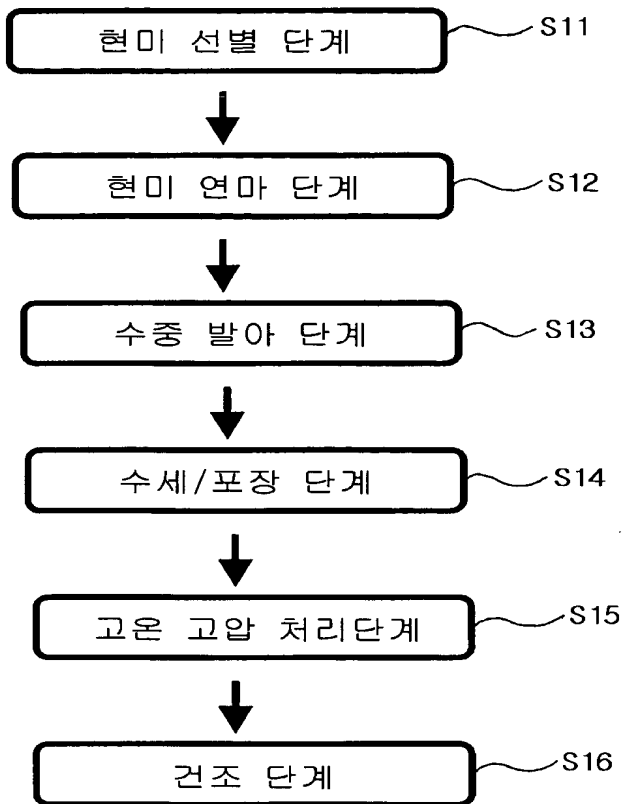 현미 선별 단계 S11
현미 연마 단계 S12
수중 발아 단계 S13
수세/포장 단계 S14
고온 고압 처리단계 S15
건조 단계 S16